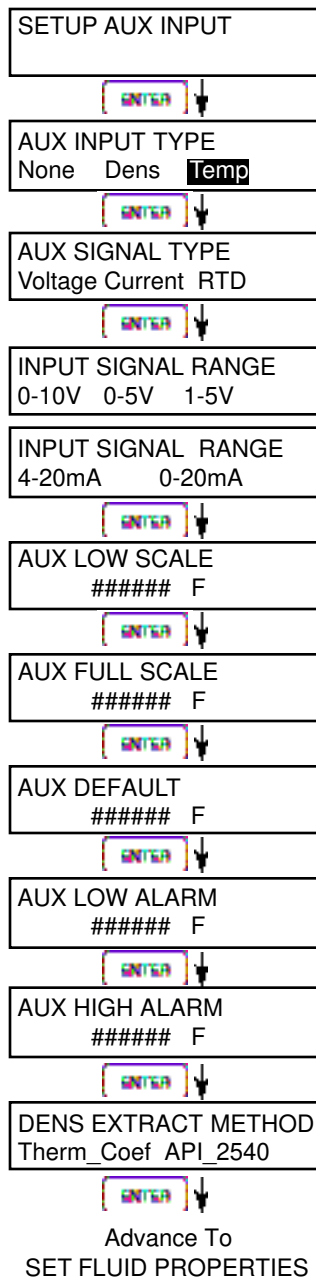 SETUP AUX INPUT
ENTER
AUX INPUT TYPE
None Dens Temp
ENTER
AUX SIGNAL TYPE
Voltage Current RTD
ENTER
INPUT SIGNAL RANGE
0-10V 0-5V 1-5V
INPUT SIGNAL RANGE
4-20mA 0-20mA
ENTER
AUX LOW SCALE
###### F
ENTER
AUX FULL SCALE
###### F
ENTER
AUX DEFAULT
###### F
ENTER
AUX LOW ALARM
###### F
ENTER
AUX HIGH ALARM
###### F
ENTER
DENS EXTRACT METHOD
Therm_Coef API_2540
ENTER
Advance To
SET FLUID PROPERTIES